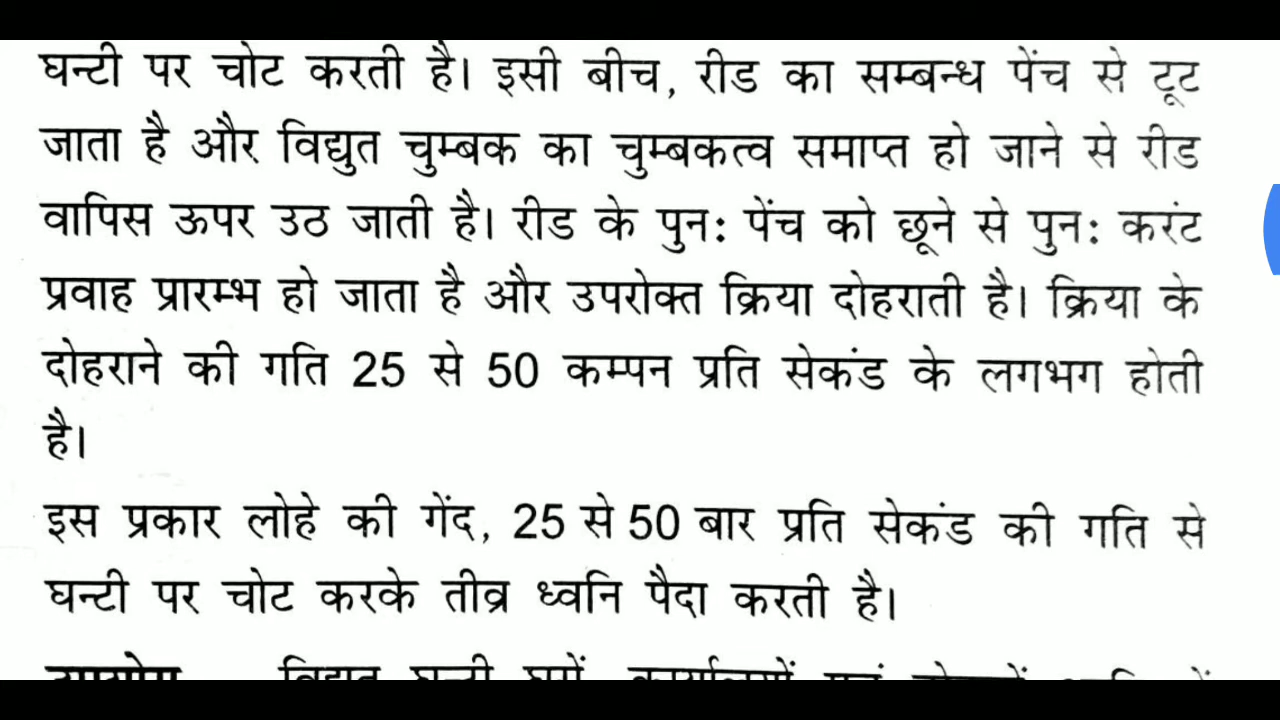 घन्टी पर चोट करती है। इसी बीच, रीड का सम्बन्ध पेंच से टूट
जाता है और विद्युत चुम्बक का चुम्बकत्व समाप्त हो जाने से रीड
वापिस ऊपर उठ जाती है। रीड के पुनः पेंच को छूने से पुनः करंट
प्रवाह प्रारम्भ हो जाता है और उपरोक्त क्रिया दोहराती है। क्रिया के
दोहराने की गति 25 से 50 कम्पन प्रति सेकंड के लगभग होती
है।
इस प्रकार लोहे की गेंद, 25 से 50 बार प्रति सेकंड की गति से
घन्टी पर चोट करके तीव्र ध्वनि पैदा करती है।